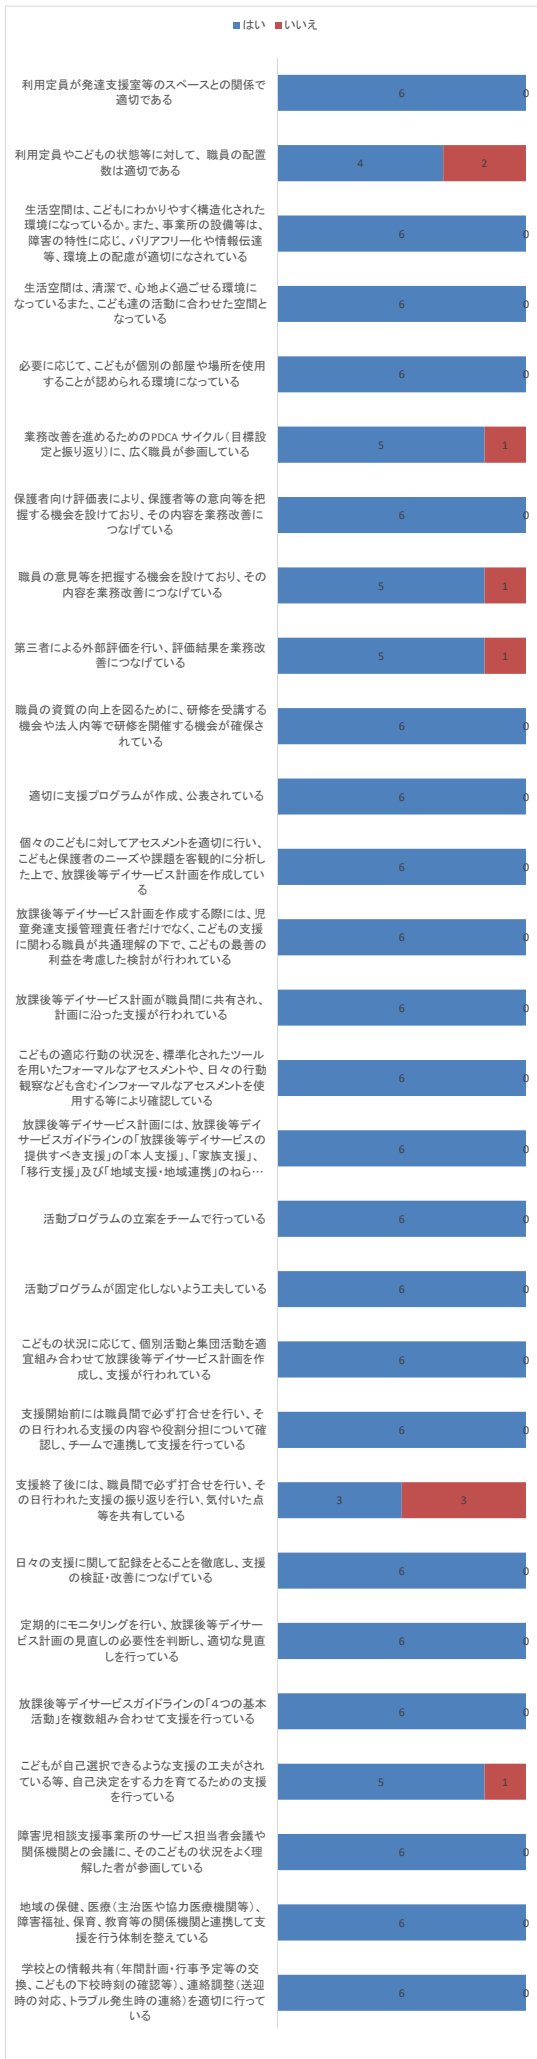 はい いいえ
利用定員が発達支援室等のスペースとの関係で
適切である
6 0
利用定員やこどもの状態等に対して、職員の配置
数は適切である
4 2
生活空間は、こどもにわかりやすく構造化された
環境になっているか。また、事業所の設備等は、
障害の特性に応じ、バリアフリー化や情報伝達
等、環境上の配慮が適切になされている
6 0
生活空間は、清潔で、心地よく過ごせる環境に
なっているまた、こども達の活動に合わせた空間と
なっている
6 0
必要に応じて、こどもが個別の部屋や場所を使用
することが認められる環境になっている
6 0
業務改善を進めるためのPDCA サイクル（目標設
定と振り返り）に、広く職員が参画している
5 1
保護者向け評価表により、保護者等の意向等を把
握する機会を設けており、その内容を業務改善に
つなげている
6 0
職員の意見等を把握する機会を設けており、その
内容を業務改善につなげている
5 1
第三者による外部評価を行い、評価結果を業務改
善につなげている
5 1
職員の資質の向上を図るために、研修を受講する
機会や法人内等で研修を開催する機会が確保さ
れている
6 0
適切に支援プログラムが作成、公表されている
6 0
個々のこどもに対してアセスメントを適切に行い、
こどもと保護者のニーズや課題を客観的に分析し
た上で、放課後等デイサービス計画を作成してい
る
6 0
放課後等デイサービス計画を作成する際には、児
童発達支援管理責任者だけでなく、こどもの支援
に関わる職員が共通理解の下で、こどもの最善の
利益を考慮した検討が行われている
6 0
放課後等デイサービス計画が職員間に共有され、
計画に沿った支援が行われている
6 0
こどもの適応行動の状況を、標準化されたツール
を用いたフォーマルなアセスメントや、日々の行動
観察なども含むインフォーマルなアセスメントを使
用する等により確認している
6 0
放課後等デイサービス計画には、放課後等デイ
サービスガイドラインの「放課後等デイサービスの
提供すべき支援」の「本人支援」、「家族支援」、
「移行支援」及び「地域支援・地域連携」のねら…
6 0
活動プログラムの立案をチームで行っている
6 0
活動プログラムが固定化しないよう工夫している
6 0
こどもの状況に応じて、個別活動と集団活動を適
宜組み合わせて放課後等デイサービス計画を作
成し、支援が行われている
6 0
支援開始前には職員間で必ず打合せを行い、そ
の日行われる支援の内容や役割分担について確
認し、チームで連携して支援を行っている
6 0
支援終了後には、職員間で必ず打合せを行い、そ
の日行われた支援の振り返りを行い、気付いた点
等を共有している
3 3
日々の支援に関して記録をとることを徹底し、支援
の検証・改善につなげている
6 0
定期的にモニタリングを行い、放課後等デイサー
ビス計画の見直しの必要性を判断し、適切な見直
しを行っている
6 0
放課後等デイサービスガイドラインの「４つの基本
活動」を複数組み合わせて支援を行っている
6 0
こどもが自己選択できるような支援の工夫がされ
ている等、自己決定をする力を育てるための支援
を行っている
5 1
障害児相談支援事業所のサービス担当者会議や
関係機関との会議に、そのこどもの状況をよく理
解した者が参画している
6 0
地域の保健、医療（主治医や協力医療機関等）、
障害福祉、保育、教育等の関係機関と連携して支
援を行う体制を整えている
6 0
学校との情報共有（年間計画・行事予定等の交
換、こどもの下校時刻の確認等）、連絡調整（送迎
時の対応、トラブル発生時の連絡）を適切に行って
いる
6 0